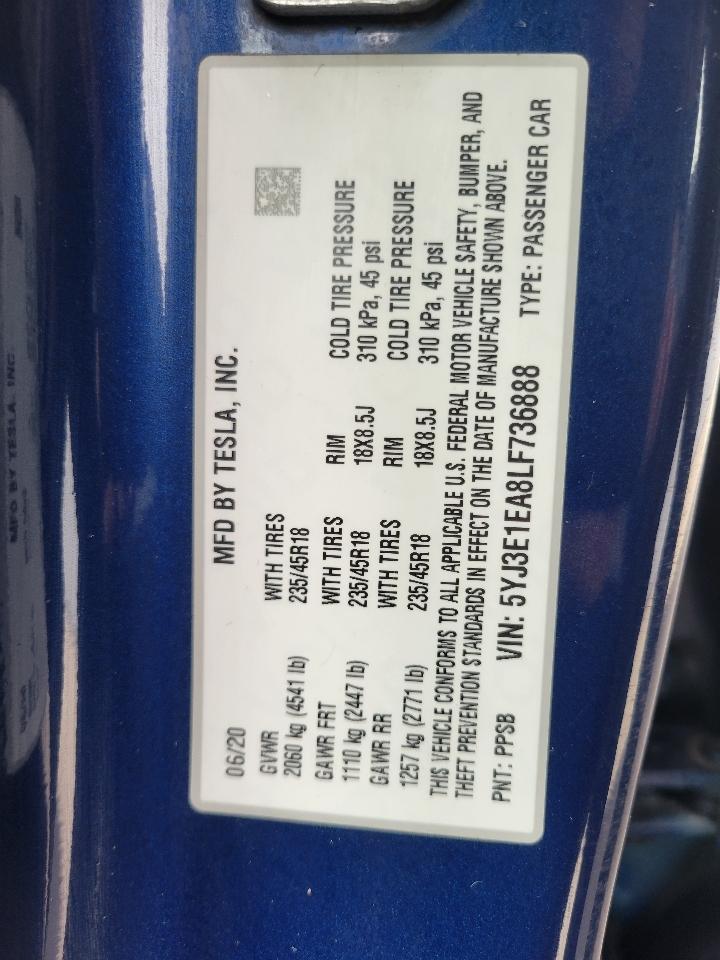 06/20 MFD BY TESLA, INC.
GVWR WITH TIRES
2060 kg (4541 lb) 235/45R18
GAWR FRT WITH TIRES RIM COLD TIRE PRESSURE
1110 kg (2447 lb) 235/45R18 18X8.5J 310 kPa, 45 psi
GAWR RR WITH TIRES RIM COLD TIRE PRESSURE
1257 kg (2771 lb) 235/45R18 18X8.5J 310 kPa, 45 psi
THIS VEHICLE CONFORMS TO ALL APPLICABLE U.S. FEDERAL MOTOR VEHICLE SAFETY, BUMPER, AND
THEFT PREVENTION STANDARDS IN EFFECT ON THE DATE OF MANUFACTURE SHOWN ABOVE.
PNT: PPSB VIN: 5YJ3E1EA8LF736888 TYPE: PASSENGER CAR
MFD BY TESLA, INC.